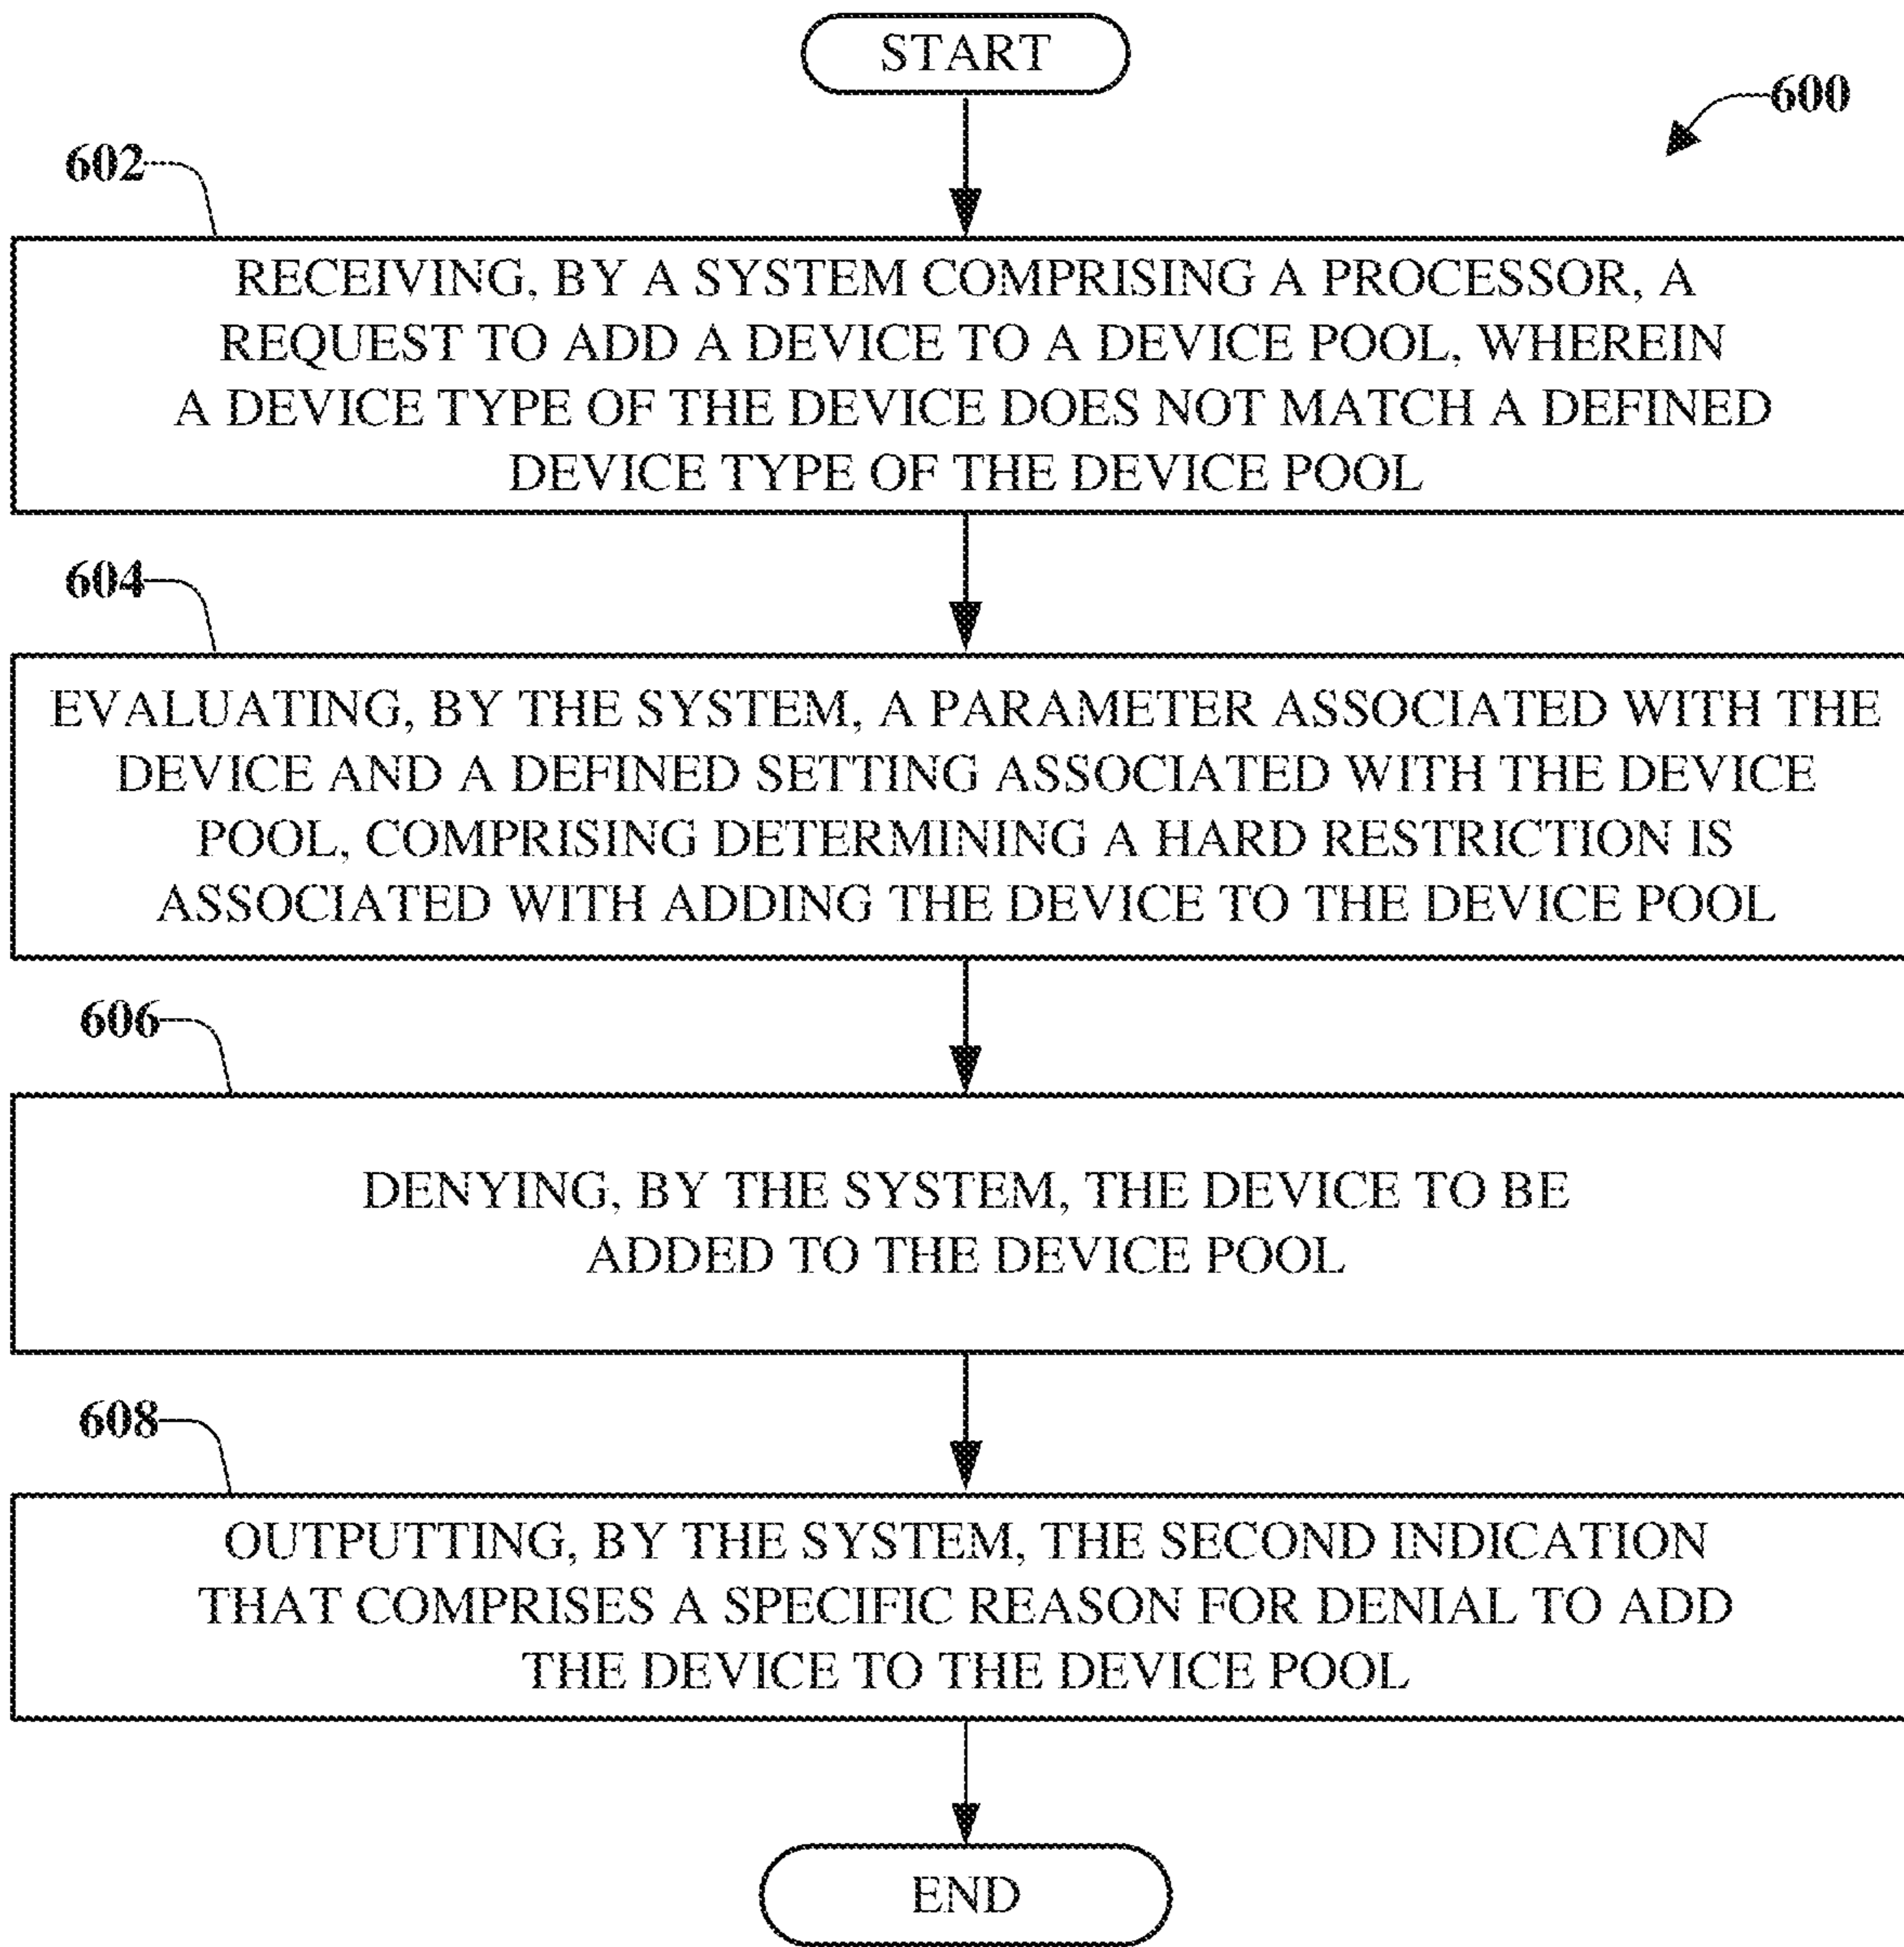 START
600
602
RECEIVING, BY A SYSTEM COMPRISING A PROCESSOR, A
REQUEST TO ADD A DEVICE TO A DEVICE POOL, WHEREIN
A DEVICE TYPE OF THE DEVICE DOES NOT MATCH A DEFINED
DEVICE TYPE OF THE DEVICE POOL
604
EVALUATING, BY THE SYSTEM, A PARAMETER ASSOCIATED WITH THE
DEVICE AND A DEFINED SETTING ASSOCIATED WITH THE DEVICE
POOL, COMPRISING DETERMINING A HARD RESTRICTION IS
ASSOCIATED WITH ADDING THE DEVICE TO THE DEVICE POOL
606
DENYING, BY THE SYSTEM, THE DEVICE TO BE
ADDED TO THE DEVICE POOL
608
OUTPUTTING, BY THE SYSTEM, THE SECOND INDICATION
THAT COMPRISES A SPECIFIC REASON FOR DENIAL TO ADD
THE DEVICE TO THE DEVICE POOL
END